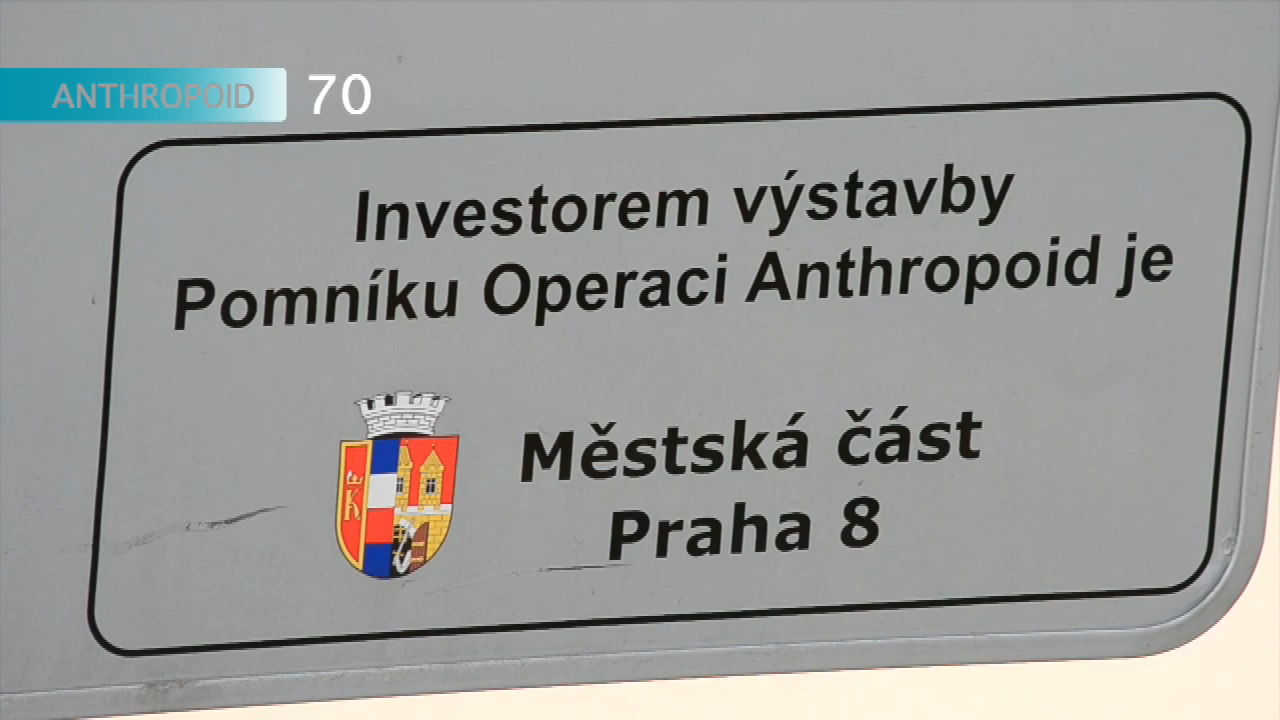 ANTHROPOID 70
Investorem výstavby
Pomníku Operaci Anthropoid je
Městská část
Praha 8